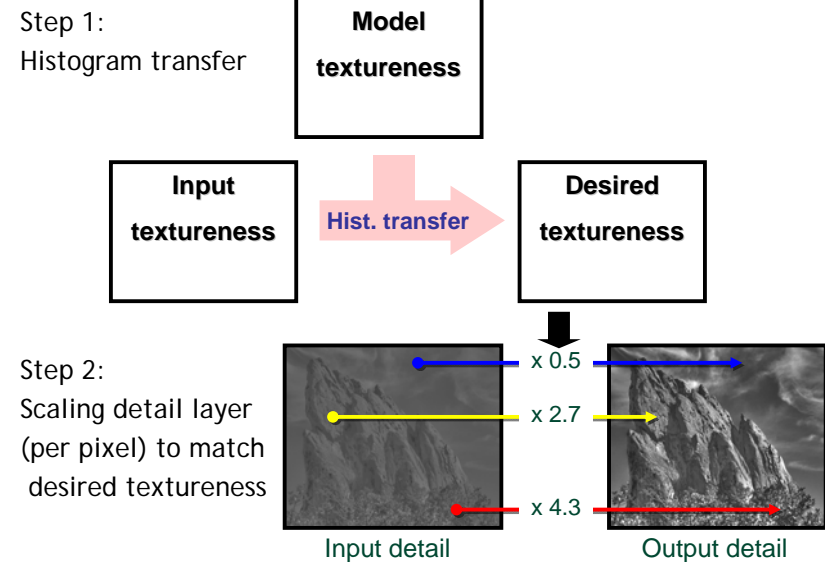 Step 1:
Histogram transfer
Model
textureness
Input
textureness
Hist. transfer
Desired
textureness
Step 2:
Scaling detail layer
(per pixel) to match
desired textureness
x 0.5
x 2.7
x 4.3
Input detail
Output detail